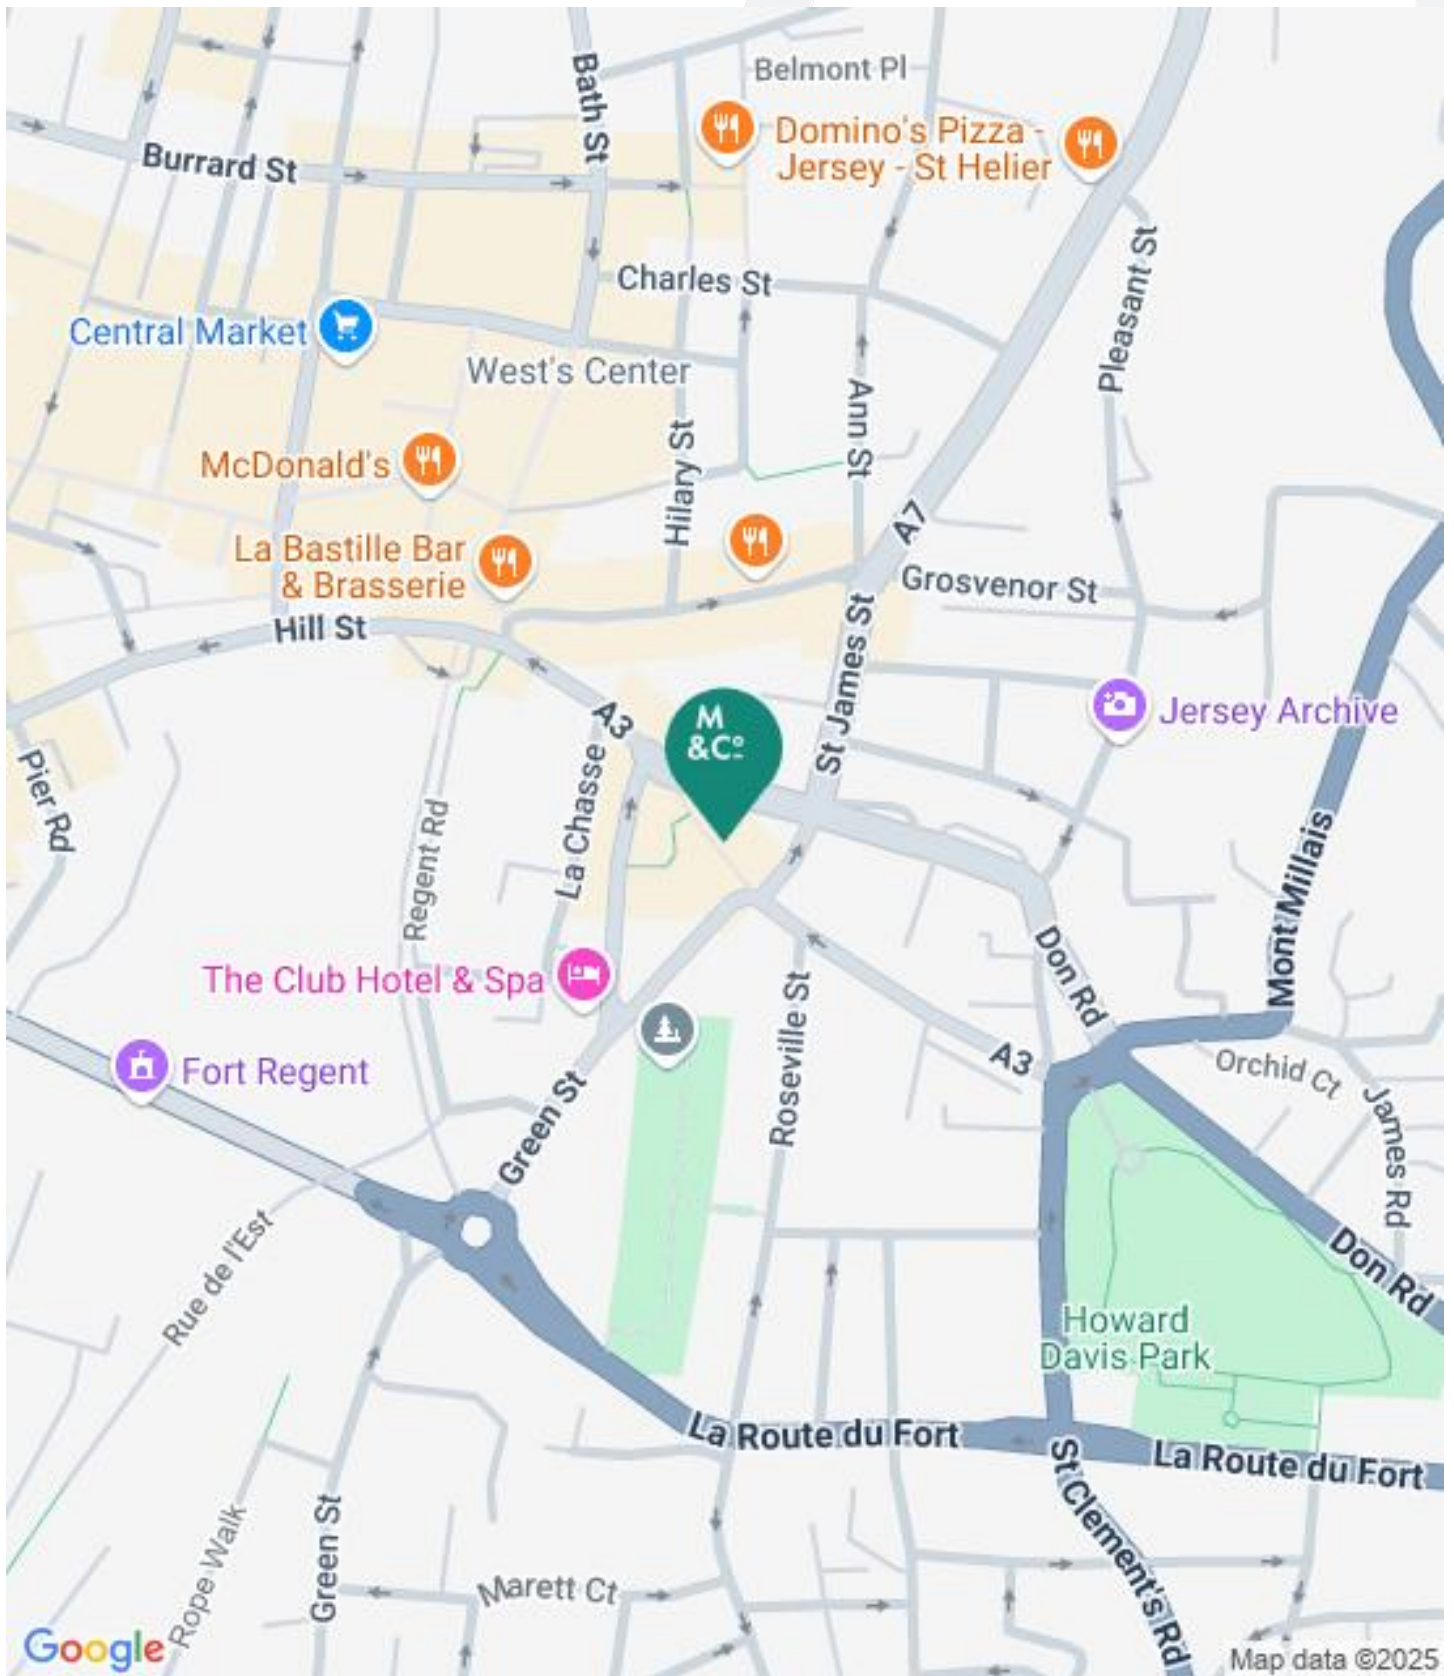 Belmont Pl
Bath St
Domino's Pizza -
Jersey - St Helier
Burrard St
Pleasant St
Charles St
Central Market
West's Center
Ann St
Hilary St
McDonald's
A7
La Bastille Bar
& Brasserie
Grosvenor St
Hill St
St James St
A3
M
&Co
Jersey Archive
Pier Rd
La Chasse
Regent Rd
Mont Millais
Don Rd
The Club Hotel & Spa
Roseville St
A3
Orchid Ct
Fort Regent
James Rd
Green St
Rue de l'Est
Don Rd
Howard
Davis Park
La Route du Fort
La Route du Fort
St Clement's Rd
Green St
Rope Walk
Marett Ct
Google
Map data ©2025